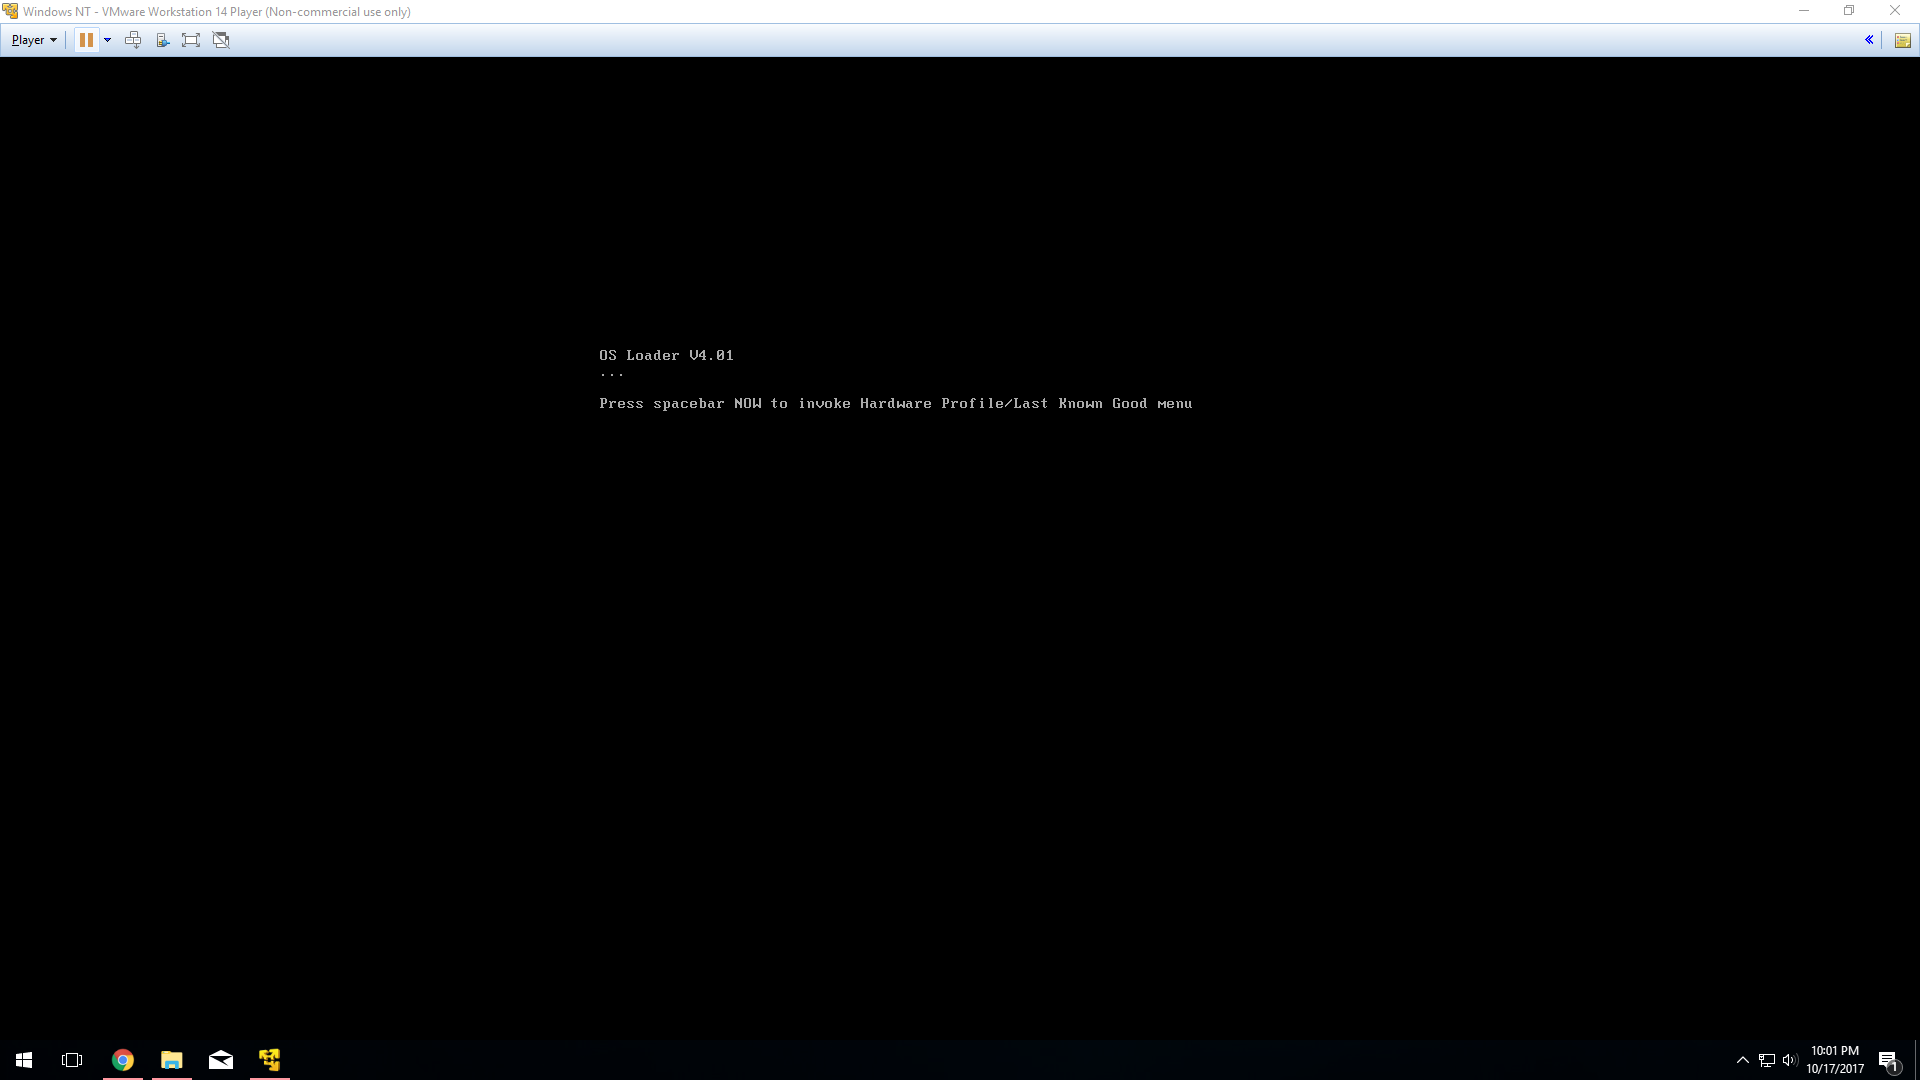 Windows NT - VMware Workstation 14 Player (Non-commercial use only)
Player
OS Loader V4.01
...
Press spacebar NOW to invoke Hardware Profile/Last Known Good menu
10:01 PM
10/17/2017
1